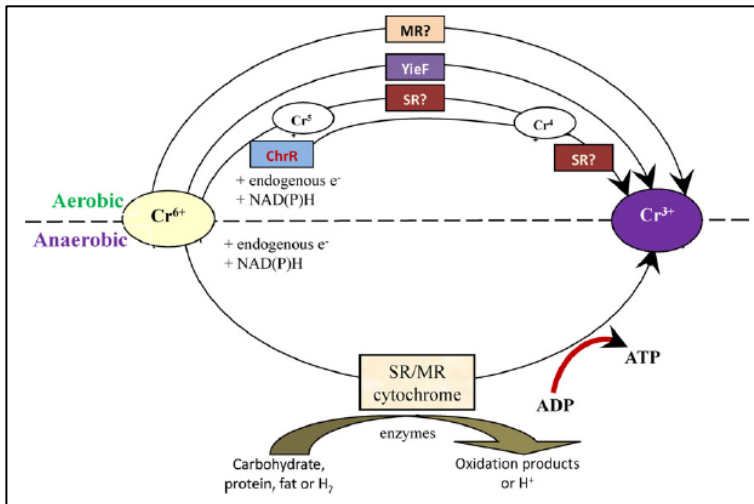 MR?
YieF
SR?
Cr⁵
+
Cr⁴
+
ChrR
SR?
+ endogenous e⁻
+ NAD(P)H
Aerobic
Cr⁶⁺
Cr³⁺
Anaerobic
+ endogenous e⁻
+ NAD(P)H
SR/MR
cytochrome
ATP
ADP
enzymes
Carbohydrate,
protein, fat or H₂
Oxidation products
or H⁺